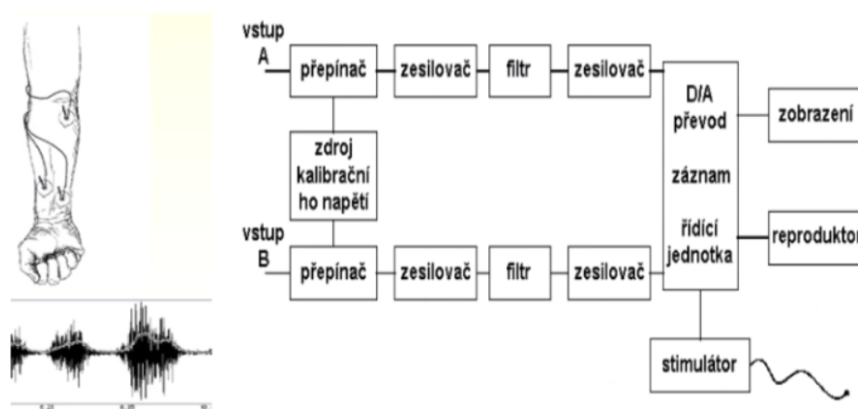 vstup
A
přepínač
zesilovač
filtr
zesilovač
D/A
převod
záznam
řídící
jednotka
zobrazení
zdroj
kalibrační
ho napětí
reproduktor
vstup
B
přepínač
zesilovač
filtr
zesilovač
stimulátor